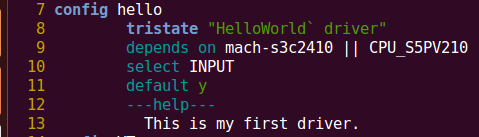 7 config hello
8 tristate "HelloWorld` driver"
9 depends on mach-s3c2410 || CPU_S5PV210
10 select INPUT
11 default y
12 ---help---
13 This is my first driver.